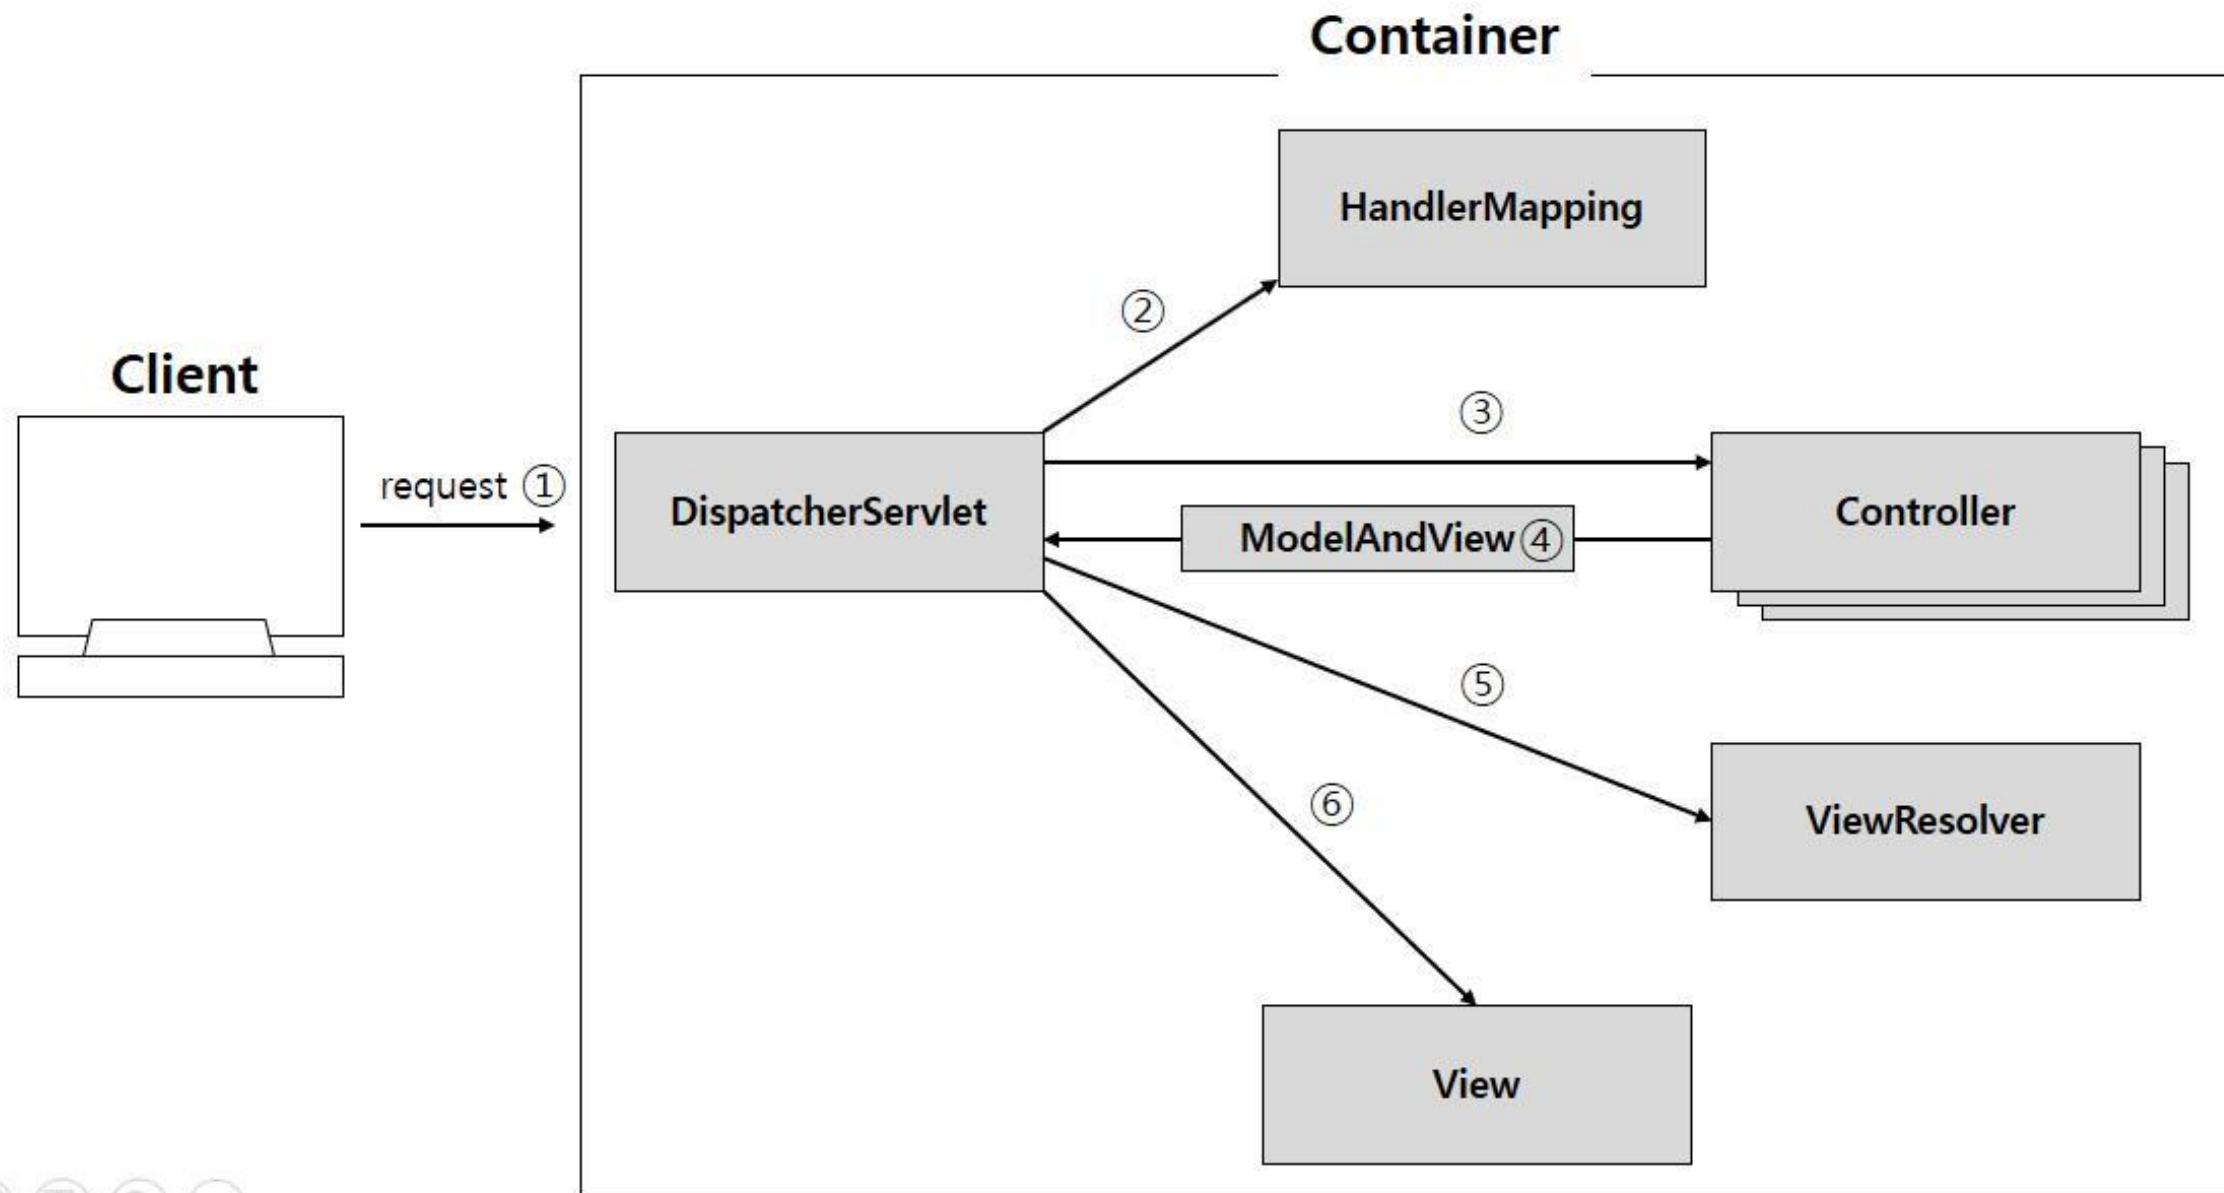 Container
HandlerMapping
②
Client
③
request ①
DispatcherServlet
Controller
ModelAndView④
⑤
⑥
ViewResolver
View